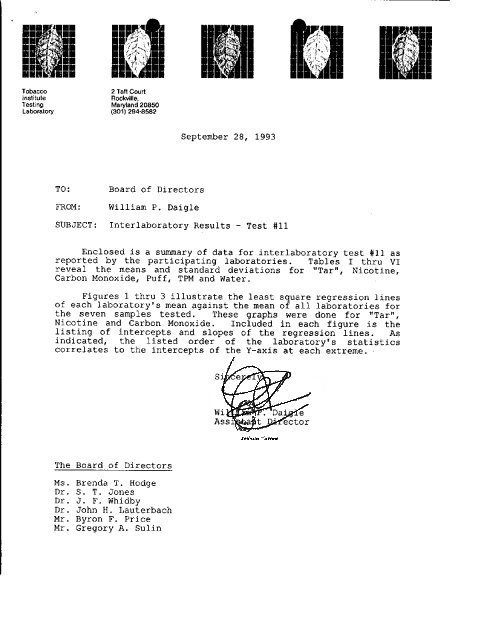 Tobacco
Institute
Testing
Laboratory
2 Taft Court
Rockville,
Maryland 20850
(301) 294-8562
September 28, 1993
TO: Board of Directors
FROM: William P. Daigle
SUBJECT: Interlaboratory Results - Test #11
Enclosed is a summary of data for interlaboratory test #11 as
reported by the participating laboratories. Tables I thru VI
reveal the means and standard deviations for "Tar", Nicotine,
Carbon Monoxide, Puff, TPM and Water.
Figures 1 thru 3 illustrate the least square regression lines
of each laboratory's mean against the mean of all laboratories for
the seven samples tested. These graphs were done for "Tar",
Nicotine and Carbon Monoxide. Included in each figure is the
listing of intercepts and slopes of the regression lines. As
indicated, the listed order of the laboratory's statistics
correlates to the intercepts of the Y-axis at each extreme.
Sincerely,
William P. Daigle
Assistant Director
The Board of Directors
Ms. Brenda T. Hodge
Dr. S. T. Jones
Dr. J. F. Whidby
Dr. John H. Lauterbach
Mr. Byron F. Price
Mr. Gregory A. Sulin